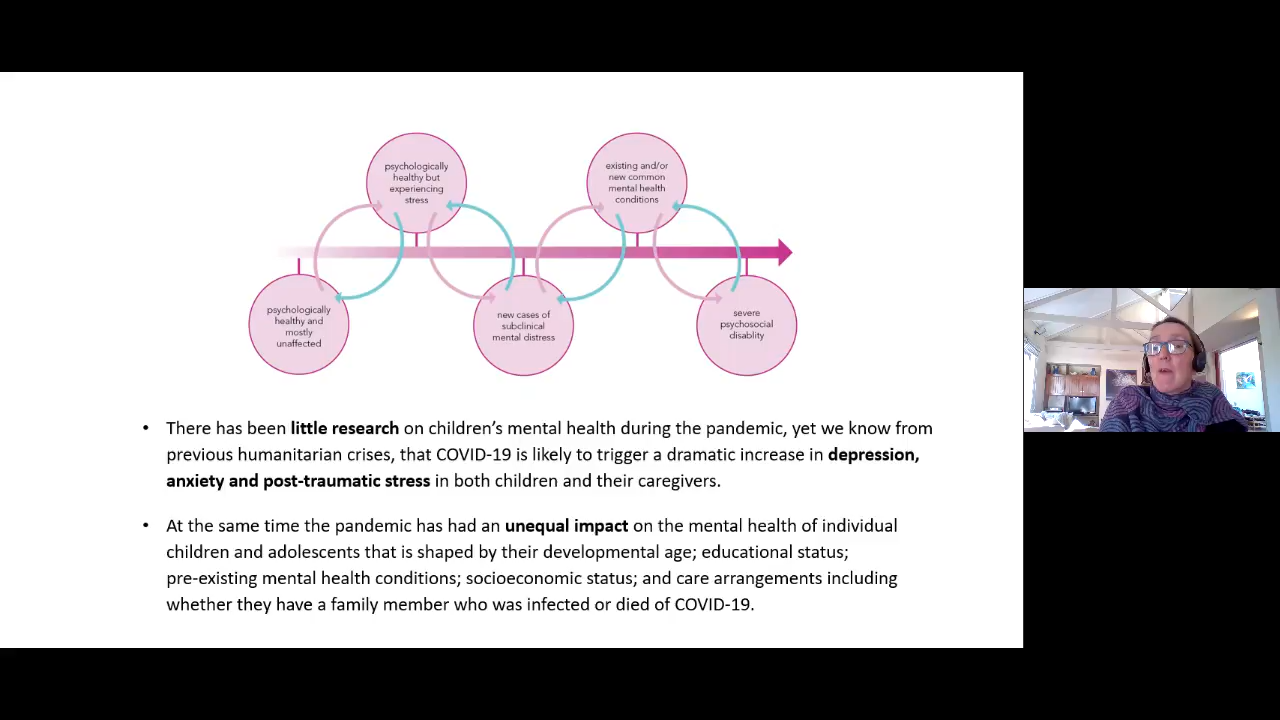 psychologically
healthy but
experiencing
stress
existing and/or
new common
mental health
conditions
psychologically
healthy and
mostly
unaffected
new cases of
subclinical
mental distress
severe
psychosocial
disablity
• There has been little research on children’s mental health during the pandemic, yet we know from
previous humanitarian crises, that COVID-19 is likely to trigger a dramatic increase in depression,
anxiety and post-traumatic stress in both children and their caregivers.
• At the same time the pandemic has had an unequal impact on the mental health of individual
children and adolescents that is shaped by their developmental age; educational status;
pre-existing mental health conditions; socioeconomic status; and care arrangements including
whether they have a family member who was infected or died of COVID-19.